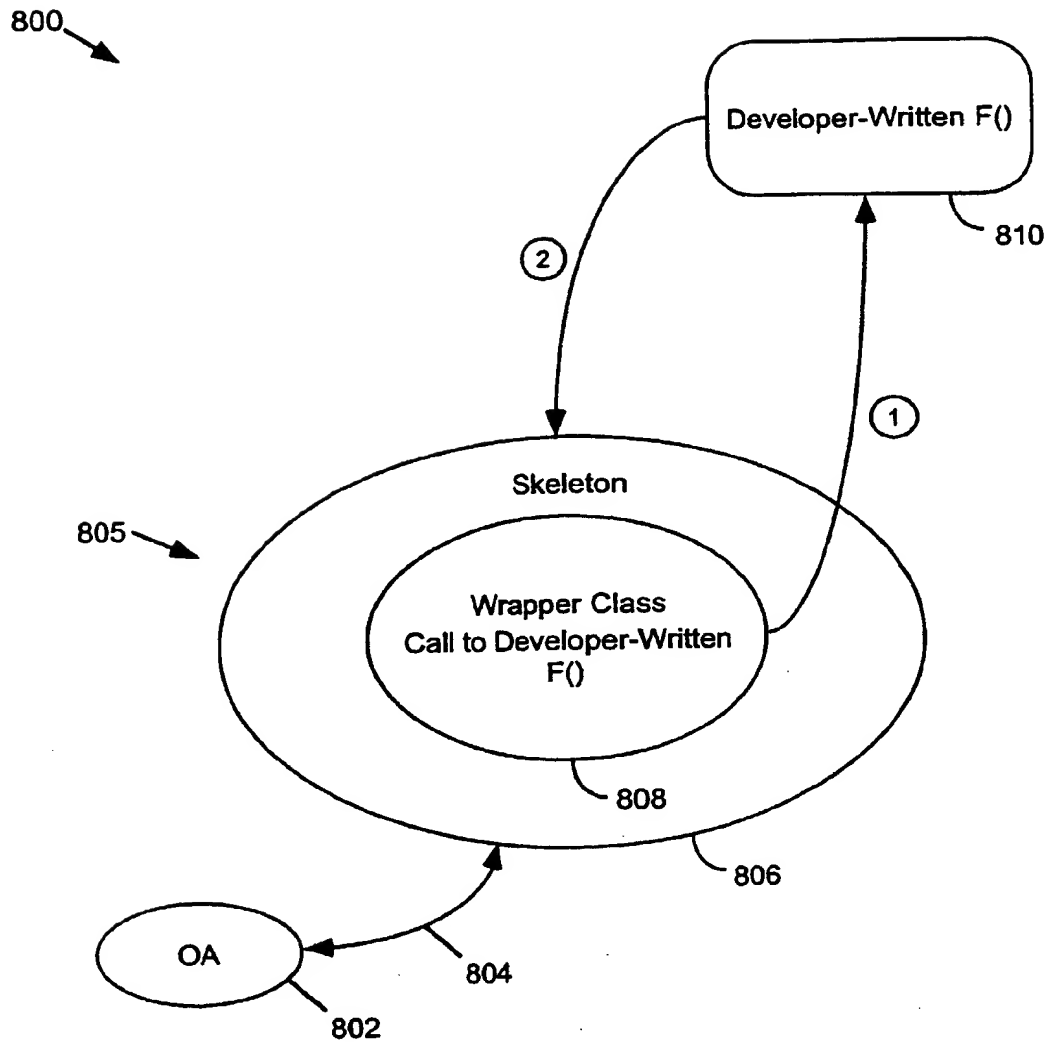 800
Developer-Written F()
810
2
1
Skeleton
805
Wrapper Class
Call to Developer-Written
F()
808
806
OA
804
802